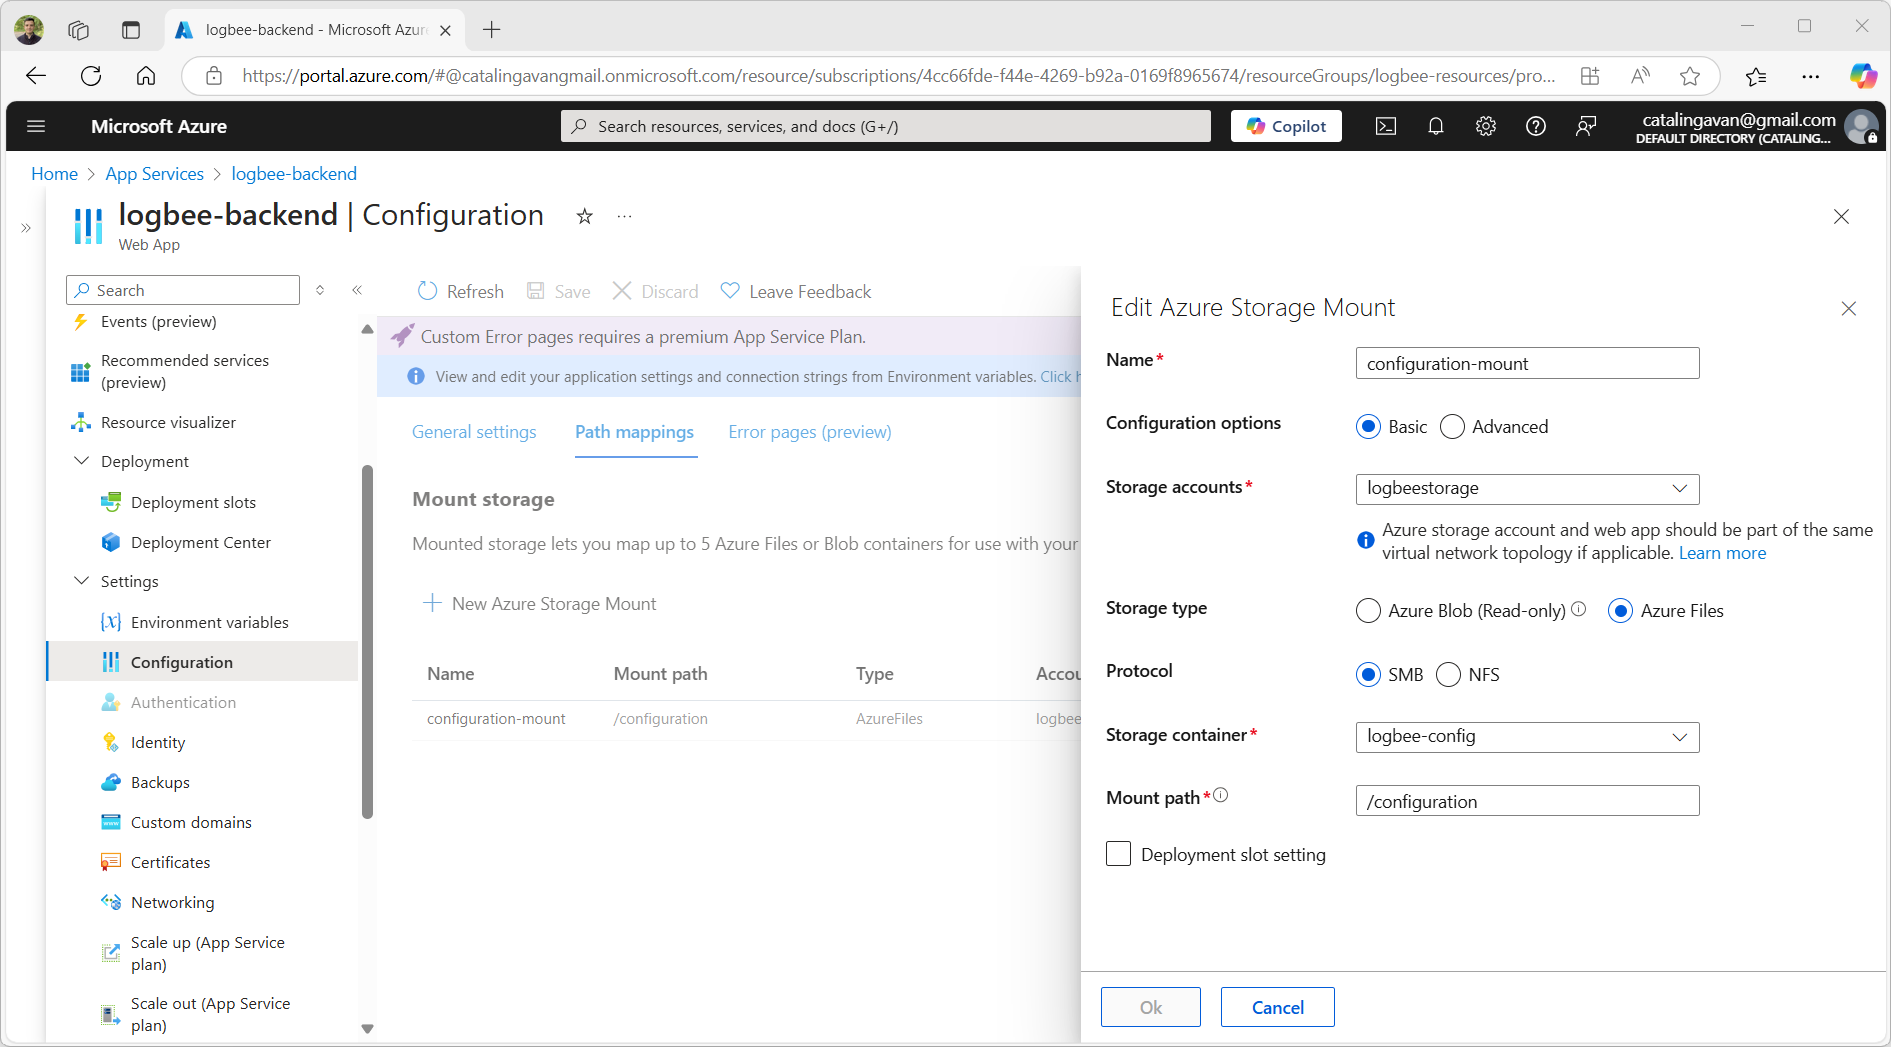 logbee-backend - Microsoft Azur
https://portal.azure.com/#@catalingavangmail.onmicrosoft.com/resource/subscriptions/4cc66fde-f44e-4269-b92a-0169f8965674/resourceGroups/logbee-resources/pro...
Microsoft Azure
Search resources, services, and docs (G+/)
Copilot
catalingavan@gmail.com
DEFAULT DIRECTORY (CATALING...
Home > App Services > logbee-backend
logbee-backend | Configuration
Web App
Search
Events (preview)
Recommended services
(preview)
Resource visualizer
Deployment
Deployment slots
Deployment Center
Settings
Environment variables
Configuration
Authentication
Identity
Backups
Custom domains
Certificates
Networking
Scale up (App Service
plan)
Scale out (App Service
plan)
Refresh
Save
Discard
Leave Feedback
Custom Error pages requires a premium App Service Plan.
View and edit your application settings and connection strings from Environment variables. Click h
General settings
Path mappings
Error pages (preview)
Mount storage
Mounted storage lets you map up to 5 Azure Files or Blob containers for use with your
New Azure Storage Mount
Name Mount path Type Accou
configuration-mount /configuration AzureFiles logbee
Edit Azure Storage Mount
Name* configuration-mount
Configuration options Basic Advanced
Storage accounts* logbeestorage
Azure storage account and web app should be part of the same
virtual network topology if applicable. Learn more
Storage type Azure Blob (Read-only) Azure Files
Protocol SMB NFS
Storage container* logbee-config
Mount path* /configuration
Deployment slot setting
Ok
Cancel